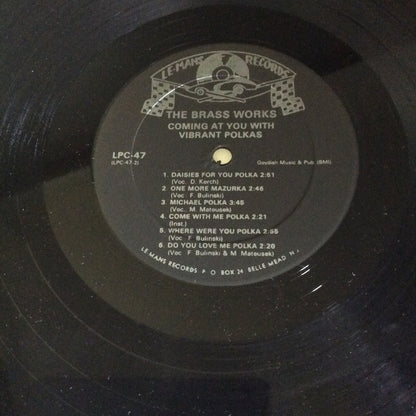 LE-MANS RECORDS
THE BRASS WORKS
COMING AT YOU WITH
VIBRANT POLKAS
LPC-47
(LPC-47-2)
Gavdish Music & Pub. (BMI)
1. DAISIES FOR YOU POLKA 2:51
(Voc. D. Karch)
2. ONE MORE MAZURKA 2:45
(Voc. F. Bulinski)
3. MICHAEL POLKA 3:45
(Voc. M. Matousek)
4. COME WITH ME POLKA 2:21
(Inst.)
5. WHERE WERE YOU POLKA 2:55
(Voc. F. Bulinski)
6. DO YOU LOVE ME POLKA 2:20
(Voc. F. Bulinski & M. Matousek)
LE MANS RECORDS P O BOX 24 BELLE MEAD N.J.